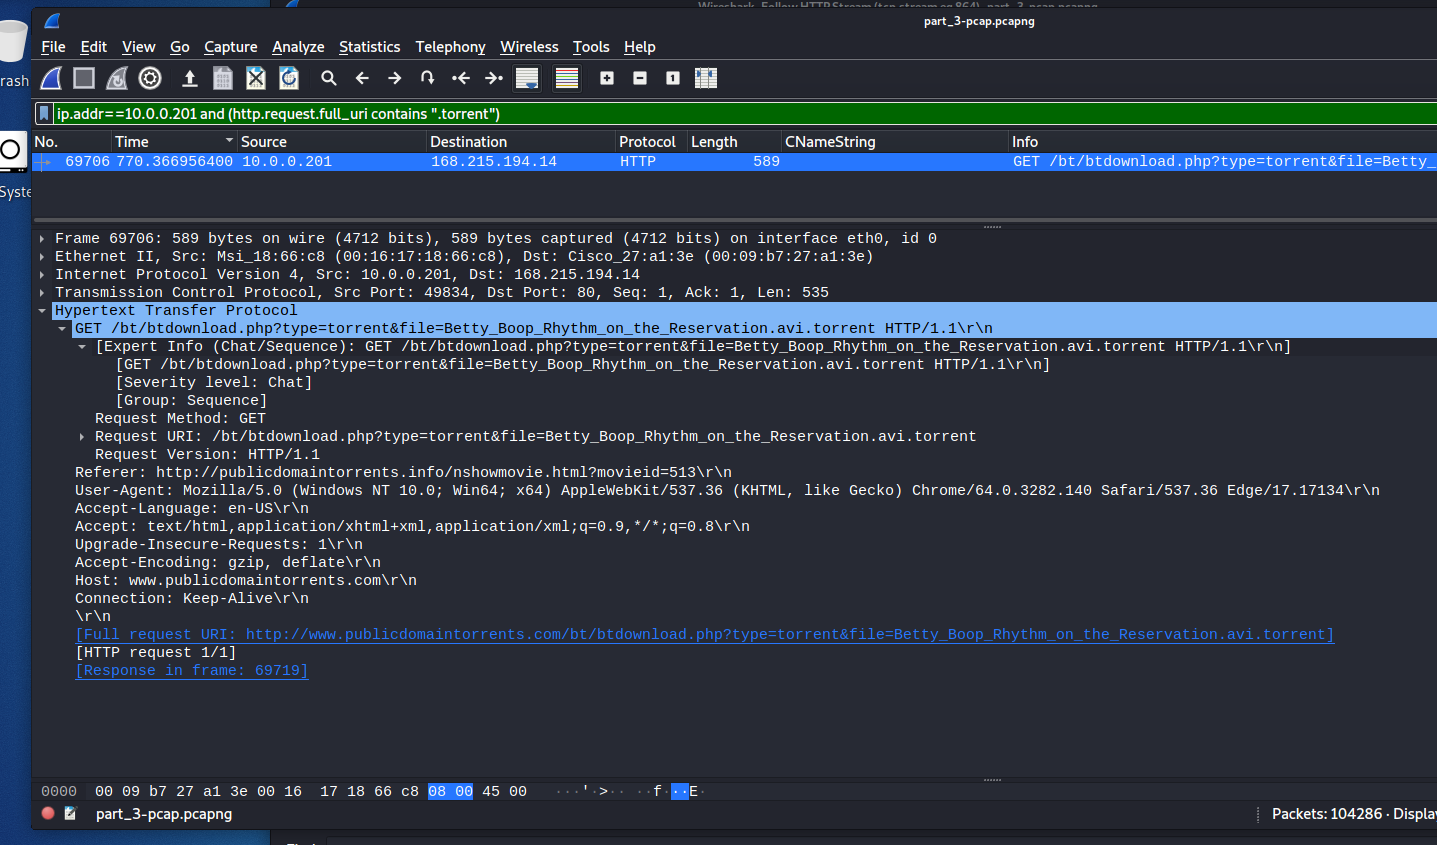 Wireshark · Follow HTTP Stream (tcp.stream eq 864) · part_3-pcap.pcapng
part_3-pcap.pcapng
File Edit View Go Capture Analyze Statistics Telephony Wireless Tools Help
rash
ip.addr==10.0.0.201 and (http.request.full_uri contains ".torrent")
No. Time Source Destination Protocol Length CNameString Info
69706 770.366956400 10.0.0.201 168.215.194.14 HTTP 589 GET /bt/btdownload.php?type=torrent&file=Betty_
Syste
Frame 69706: 589 bytes on wire (4712 bits), 589 bytes captured (4712 bits) on interface eth0, id 0
Ethernet II, Src: Msi_18:66:c8 (00:16:17:18:66:c8), Dst: Cisco_27:a1:3e (00:09:b7:27:a1:3e)
Internet Protocol Version 4, Src: 10.0.0.201, Dst: 168.215.194.14
Transmission Control Protocol, Src Port: 49834, Dst Port: 80, Seq: 1, Ack: 1, Len: 535
Hypertext Transfer Protocol
GET /bt/btdownload.php?type=torrent&file=Betty_Boop_Rhythm_on_the_Reservation.avi.torrent HTTP/1.1\r\n
[Expert Info (Chat/Sequence): GET /bt/btdownload.php?type=torrent&file=Betty_Boop_Rhythm_on_the_Reservation.avi.torrent HTTP/1.1\r\n]
[GET /bt/btdownload.php?type=torrent&file=Betty_Boop_Rhythm_on_the_Reservation.avi.torrent HTTP/1.1\r\n]
[Severity level: Chat]
[Group: Sequence]
Request Method: GET
Request URI: /bt/btdownload.php?type=torrent&file=Betty_Boop_Rhythm_on_the_Reservation.avi.torrent
Request Version: HTTP/1.1
Referer: http://publicdomaintorrents.info/nshowmovie.html?movieid=513\r\n
User-Agent: Mozilla/5.0 (Windows NT 10.0; Win64; x64) AppleWebKit/537.36 (KHTML, like Gecko) Chrome/64.0.3282.140 Safari/537.36 Edge/17.17134\r\n
Accept-Language: en-US\r\n
Accept: text/html,application/xhtml+xml,application/xml;q=0.9,*/*;q=0.8\r\n
Upgrade-Insecure-Requests: 1\r\n
Accept-Encoding: gzip, deflate\r\n
Host: www.publicdomaintorrents.com\r\n
Connection: Keep-Alive\r\n
\r\n
[Full request URI: http://www.publicdomaintorrents.com/bt/btdownload.php?type=torrent&file=Betty_Boop_Rhythm_on_the_Reservation.avi.torrent]
[HTTP request 1/1]
[Response in frame: 69719]
0000 00 09 b7 27 a1 3e 00 16 17 18 66 c8 08 00 45 00 ···'·>·· ··f···E·
part_3-pcap.pcapng Packets: 104286 · Display